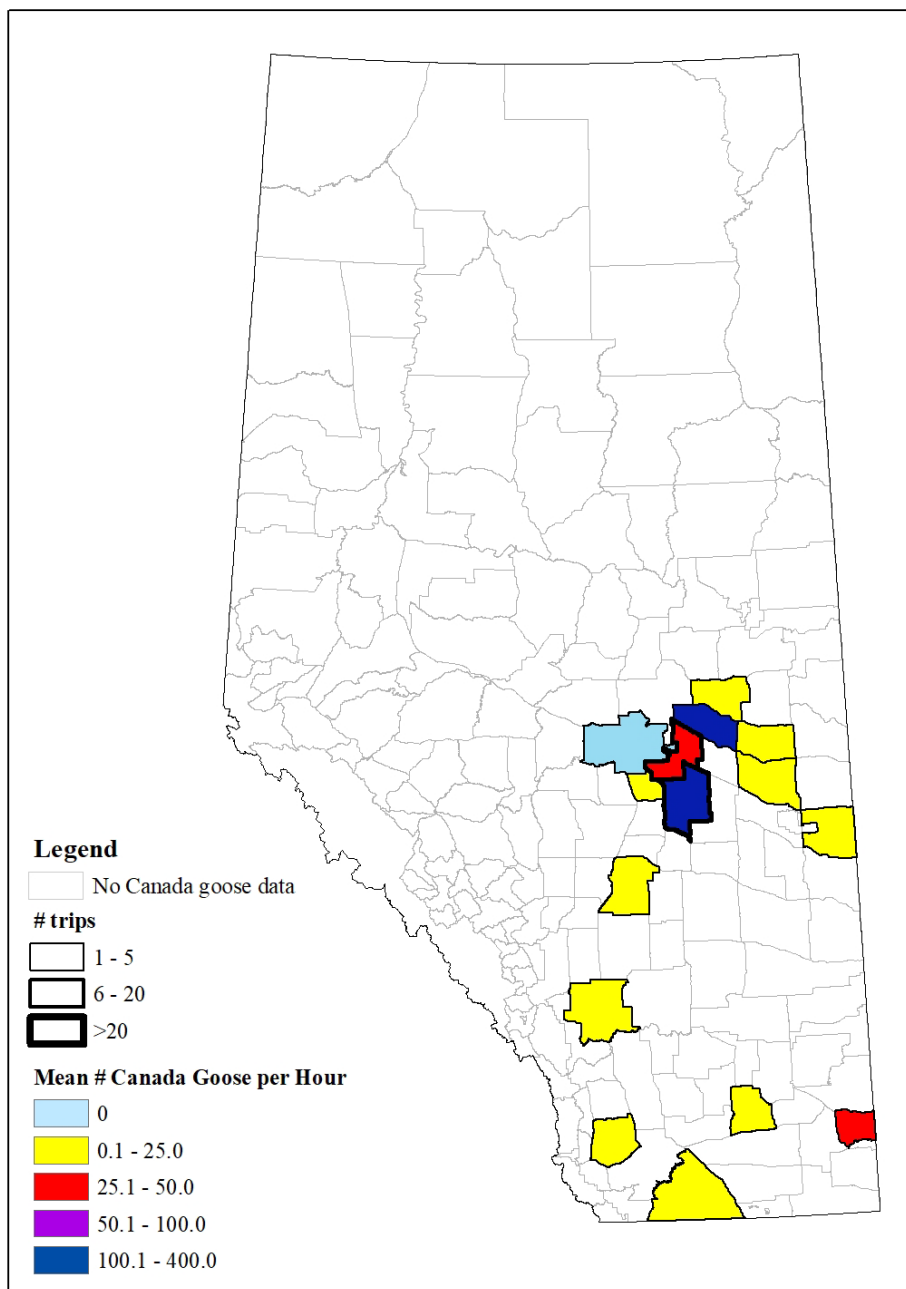 Legend
No Canada goose data
# trips
1 - 5
6 - 20
>20
Mean # Canada Goose per Hour
0
0.1 - 25.0
25.1 - 50.0
50.1 - 100.0
100.1 - 400.0